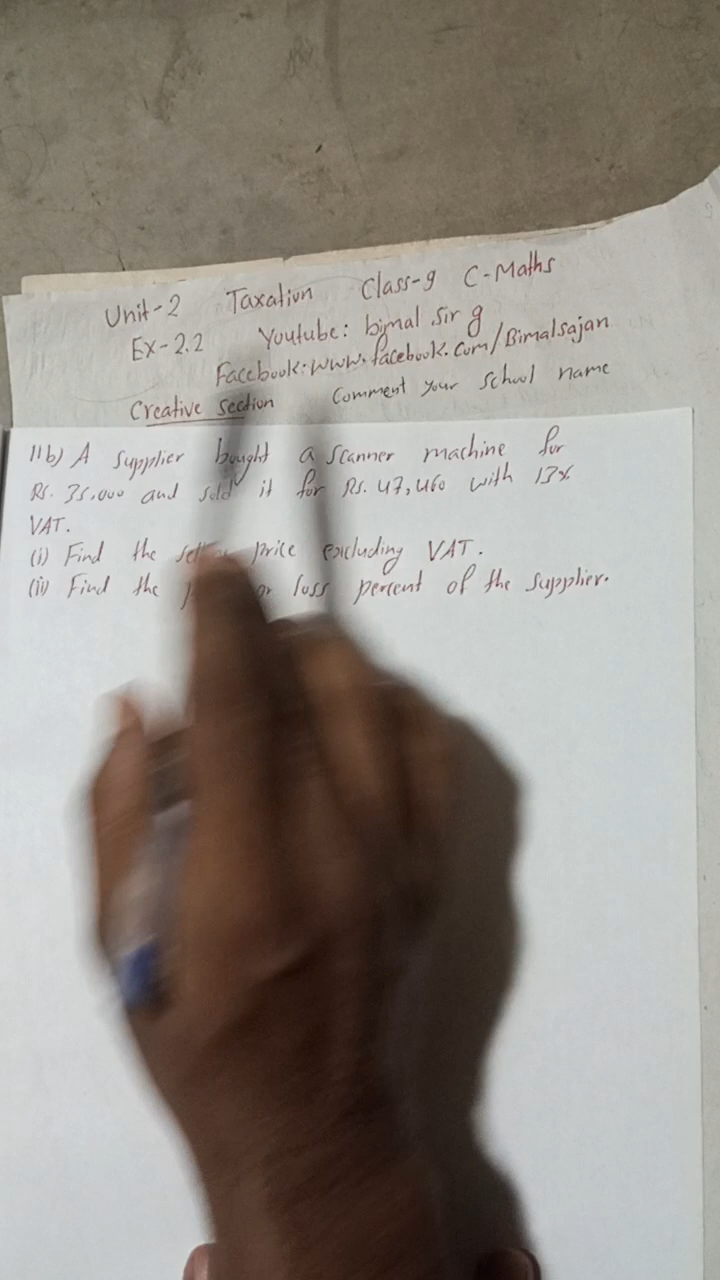 Unit-2 Taxation Class-9 C-Maths
Ex-2.2 Youtube: bimal sir g
Facebook: www.facebook.com/Bimalsajan
Creative section Comment your school name
11b) A supplier bought a scanner machine for
Rs. 35,000 and sold it for Rs. 47,460 with 13%
VAT.
(i) Find the price excluding VAT.
(ii) Find the or loss percent of the supplier.